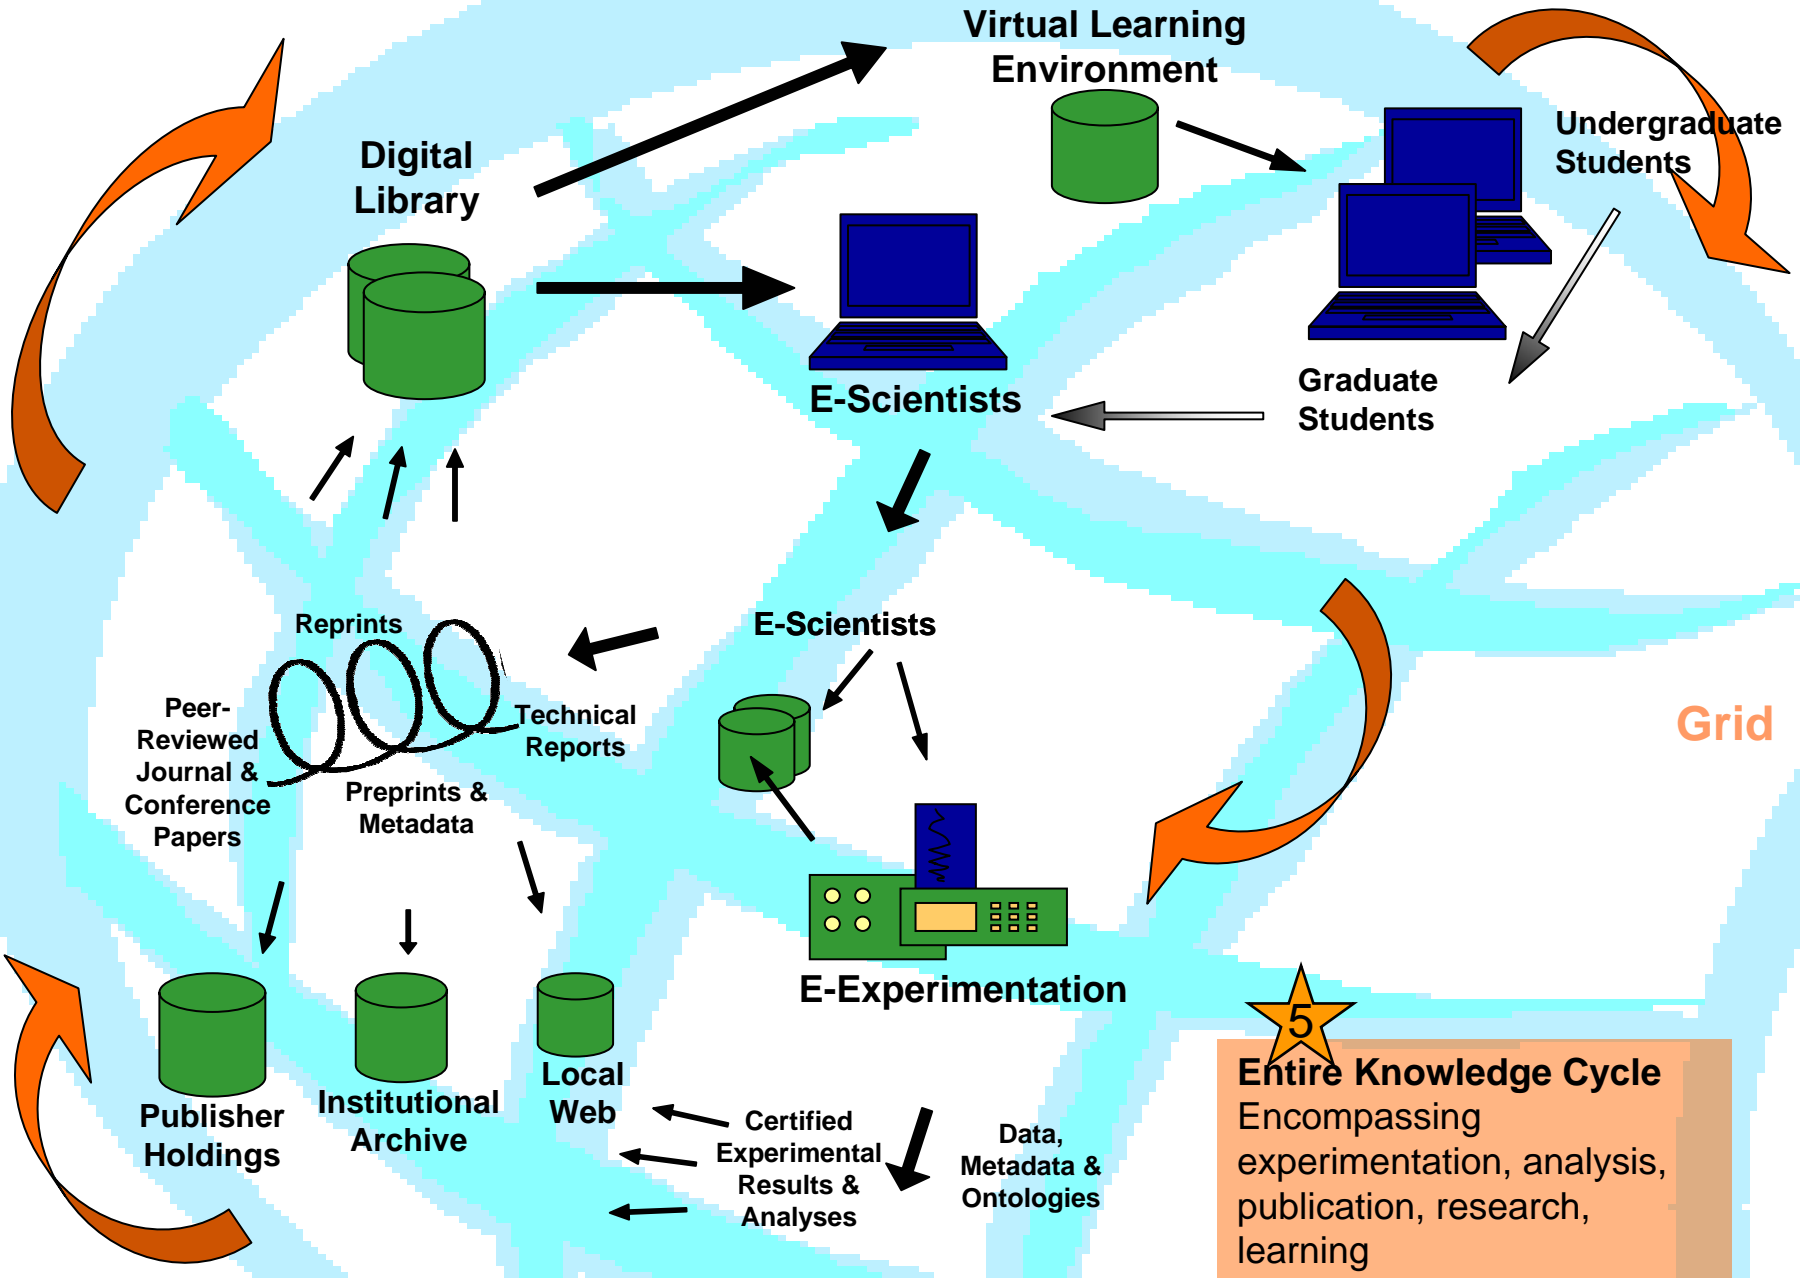 Virtual Learning
Environment
Undergraduate
Students
Digital
Library
Graduate
Students
E-Scientists
E-Scientists
Reprints
Peer-
Reviewed
Journal &
Conference
Papers
Technical
Reports
Preprints &
Metadata
Grid
E-Experimentation
Publisher
Holdings
Institutional
Archive
Local
Web
Certified
Experimental
Results &
Analyses
Data,
Metadata &
Ontologies
5
Entire Knowledge Cycle
Encompassing
experimentation, analysis,
publication, research,
learning